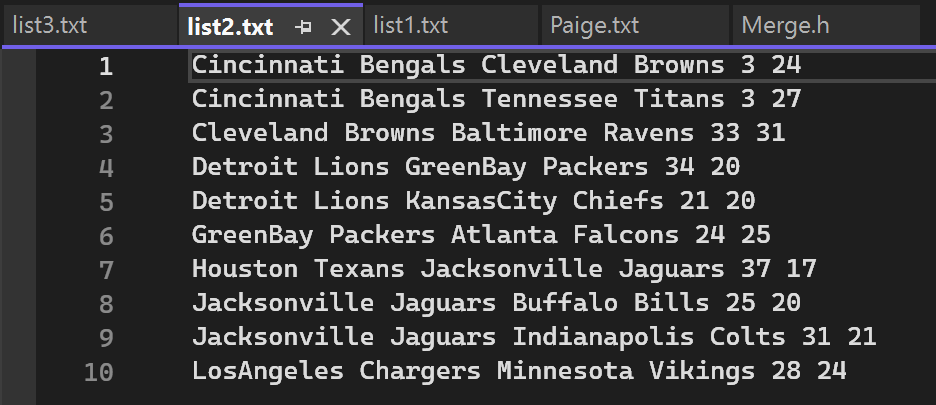 list3.txt list2.txt list1.txt Paige.txt Merge.h
1 Cincinnati Bengals Cleveland Browns 3 24
2 Cincinnati Bengals Tennessee Titans 3 27
3 Cleveland Browns Baltimore Ravens 33 31
4 Detroit Lions GreenBay Packers 34 20
5 Detroit Lions KansasCity Chiefs 21 20
6 GreenBay Packers Atlanta Falcons 24 25
7 Houston Texans Jacksonville Jaguars 37 17
8 Jacksonville Jaguars Buffalo Bills 25 20
9 Jacksonville Jaguars Indianapolis Colts 31 21
10 LosAngeles Chargers Minnesota Vikings 28 24